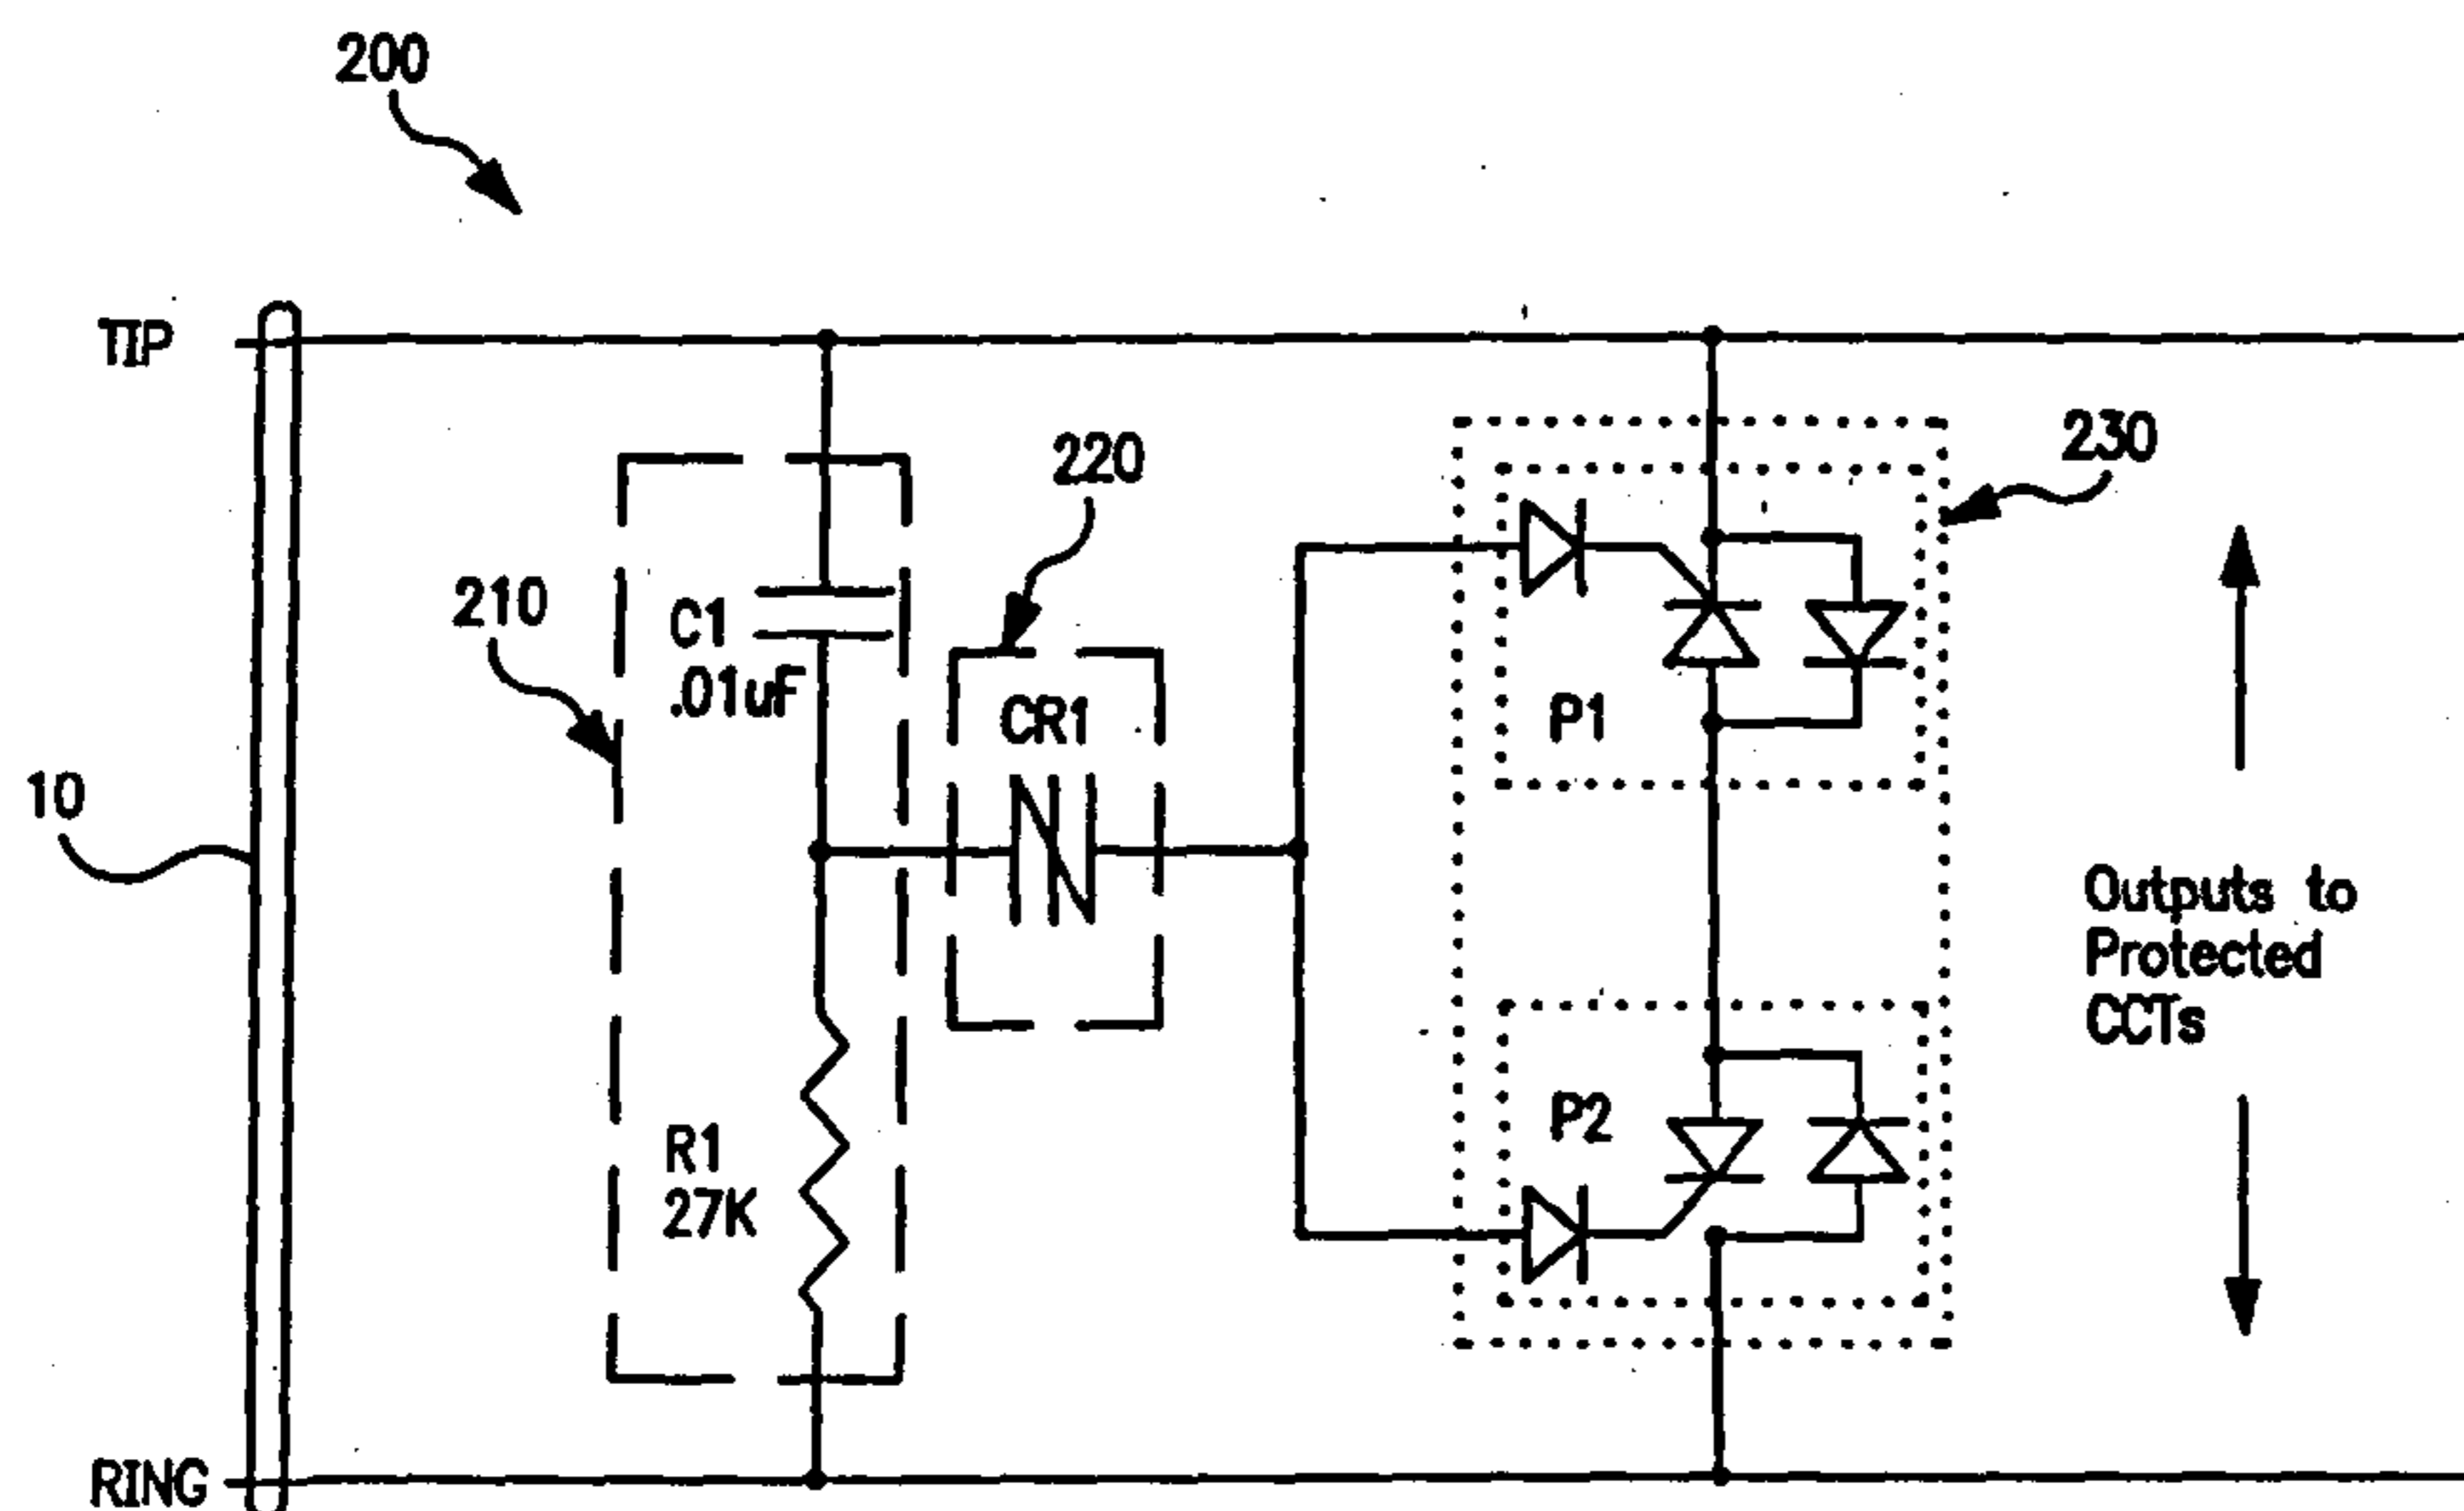 200
TIP
220
230
210
C1
.01uF
CR1
P1
10
Outputs to
Protected
CCTs
P2
R1
27K
RING